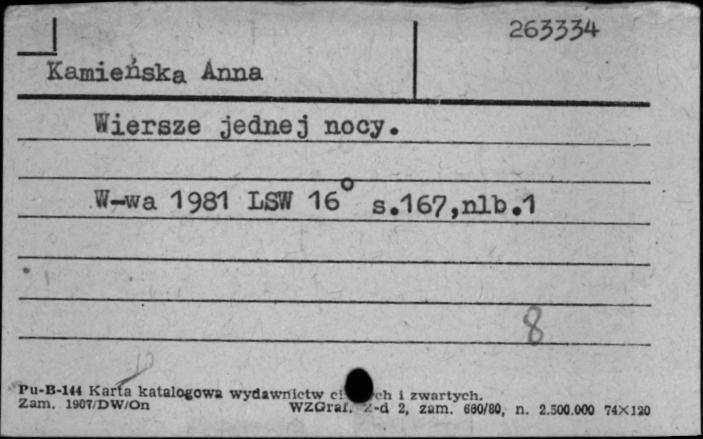 263334
Kamieńska Anna
Wiersze jednej nocy.
W-wa 1981 LSW 16° s.167,nlb.1
8
Pu-B-144 Karta katalogowa wydawnictw ch i zwartych.
Zam. 1907/DW/On WZGraf. Z-d 2, zam. 660/80, n. 2.500.000 74×120